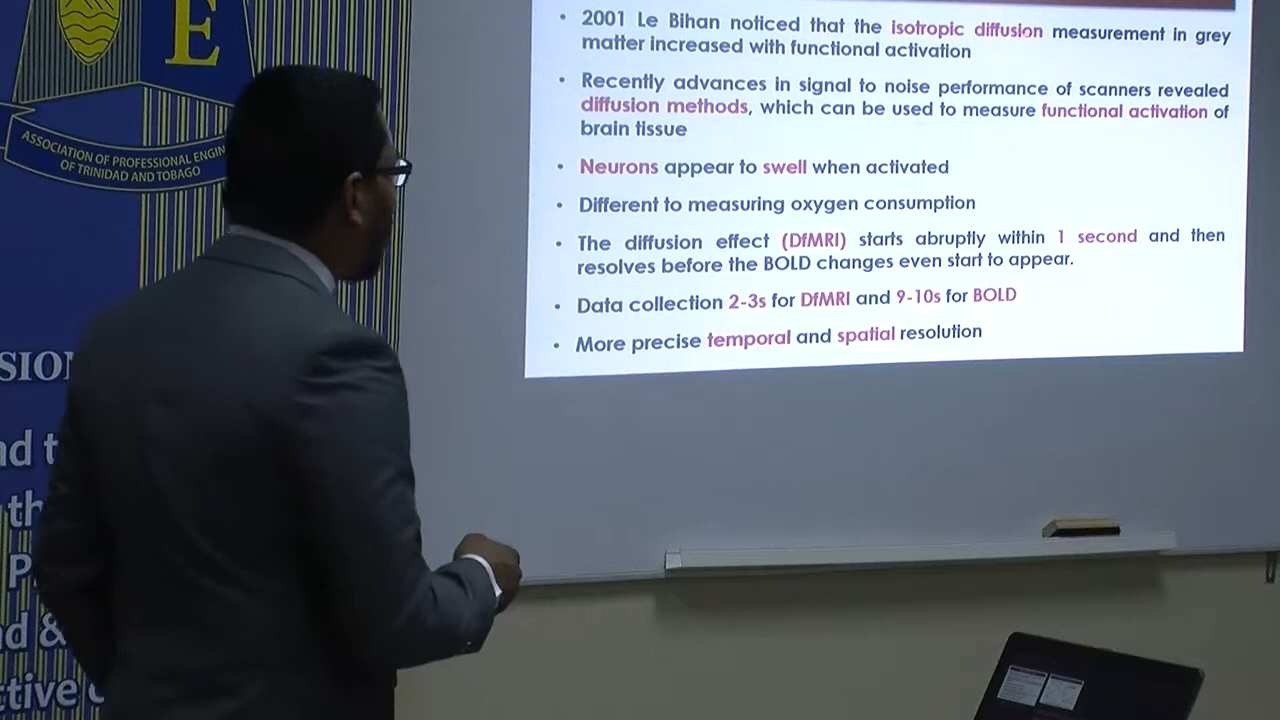 E
ASSOCIATION OF PROFESSIONAL ENGIN
OF TRINIDAD AND TOBAGO
SION
nd t
th
P
nd &
ctive
• 2001 Le Bihan noticed that the isotropic diffusion measurement in grey
matter increased with functional activation
• Recently advances in signal to noise performance of scanners revealed
diffusion methods, which can be used to measure functional activation of
brain tissue
• Neurons appear to swell when activated
• Different to measuring oxygen consumption
• The diffusion effect (DfMRI) starts abruptly within 1 second and then
resolves before the BOLD changes even start to appear.
• Data collection 2-3s for DfMRI and 9-10s for BOLD
• More precise temporal and spatial resolution